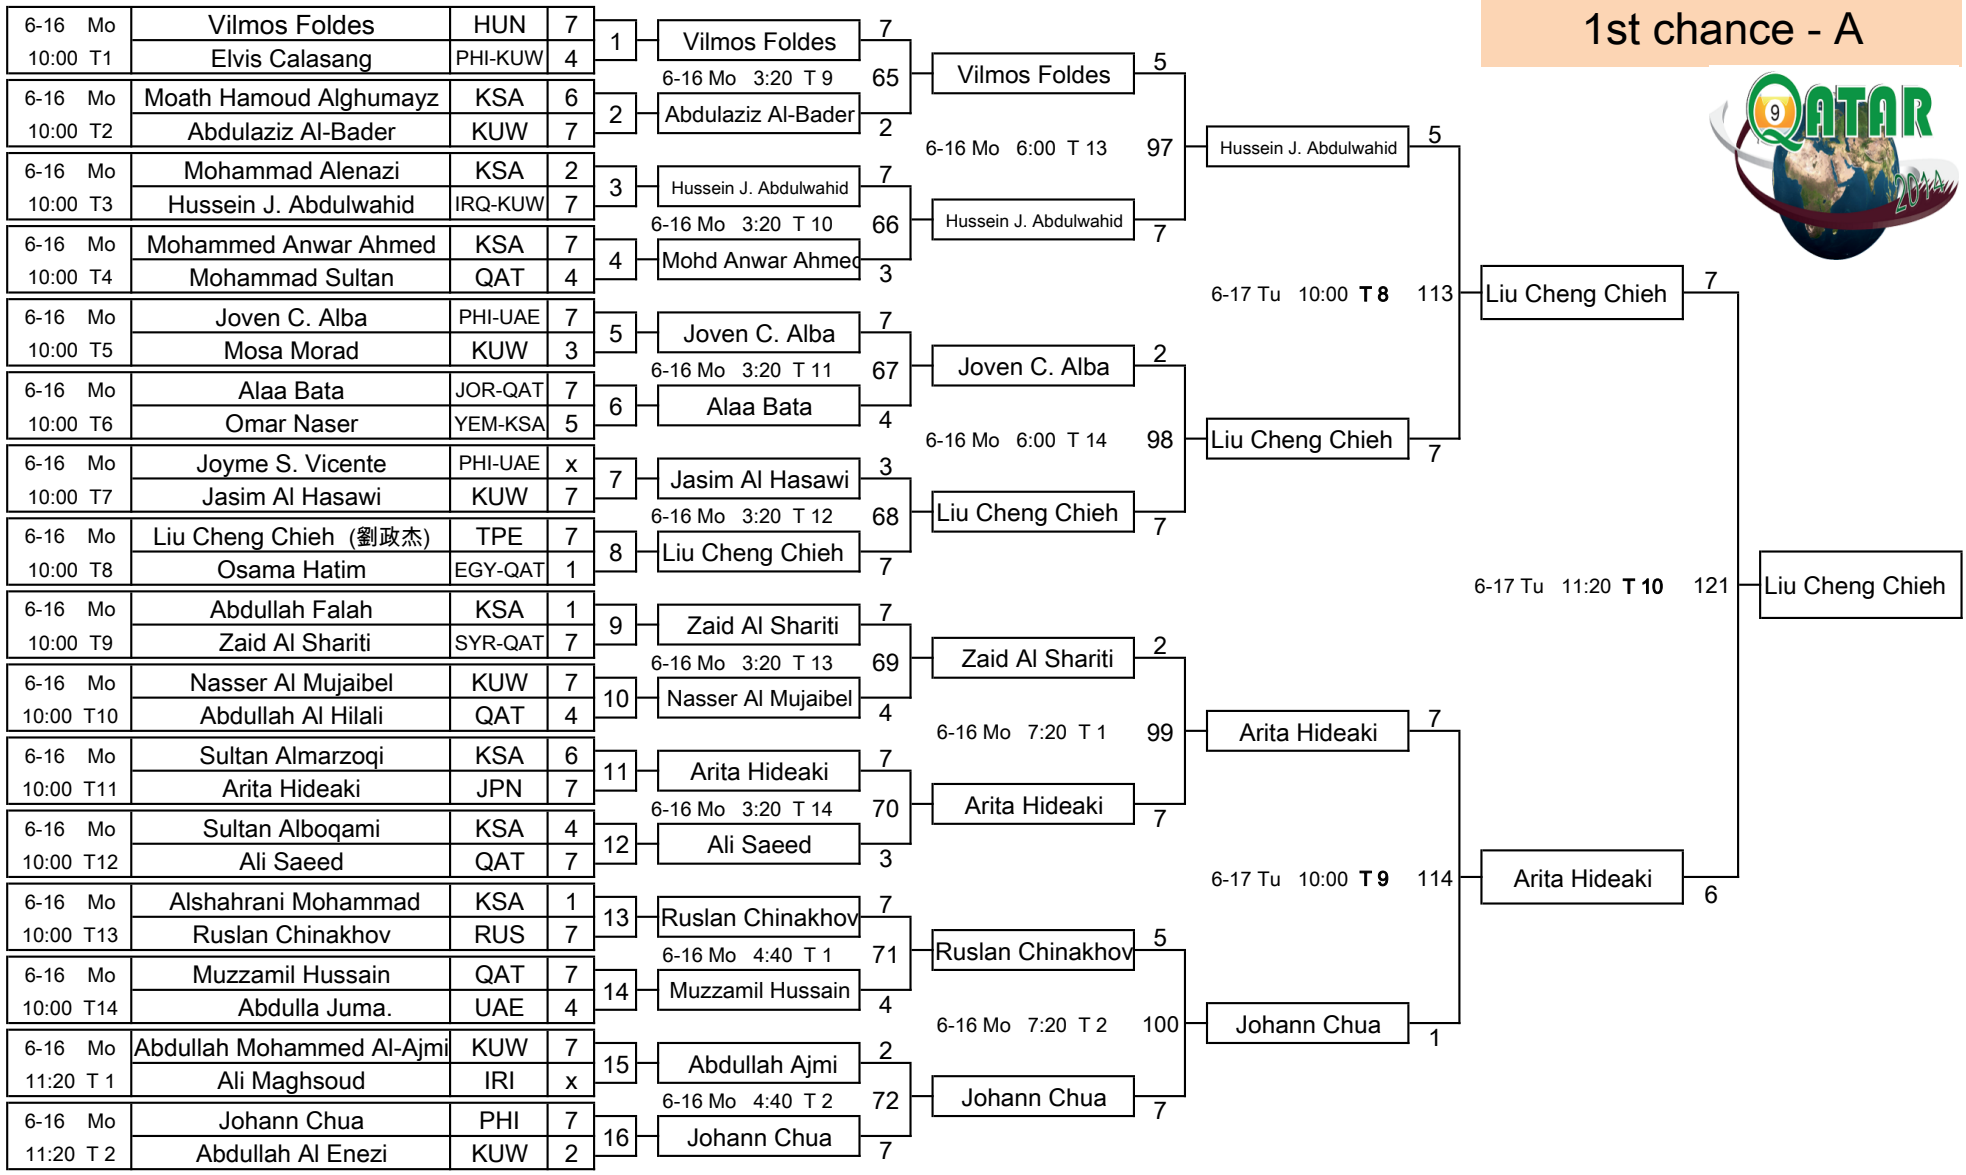 1st chance - A
QATAR
9
2014
6-16 Mo Vilmos Foldes HUN 7
10:00 T1 Elvis Calasang PHI-KUW 4
1
6-16 Mo Moath Hamoud Alghumayz KSA 6
10:00 T2 Abdulaziz Al-Bader KUW 7
2
6-16 Mo Mohammad Alenazi KSA 2
10:00 T3 Hussein J. Abdulwahid IRQ-KUW 7
3
6-16 Mo Mohammed Anwar Ahmed KSA 7
10:00 T4 Mohammad Sultan QAT 4
4
6-16 Mo Joven C. Alba PHI-UAE 7
10:00 T5 Mosa Morad KUW 3
5
6-16 Mo Alaa Bata JOR-QAT 7
10:00 T6 Omar Naser YEM-KSA 5
6
6-16 Mo Joyme S. Vicente PHI-UAE x
10:00 T7 Jasim Al Hasawi KUW 7
7
6-16 Mo Liu Cheng Chieh (劉政杰) TPE 7
10:00 T8 Osama Hatim EGY-QAT 1
8
6-16 Mo Abdullah Falah KSA 1
10:00 T9 Zaid Al Shariti SYR-QAT 7
9
6-16 Mo Nasser Al Mujaibel KUW 7
10:00 T10 Abdullah Al Hilali QAT 4
10
6-16 Mo Sultan Almarzoqi KSA 6
10:00 T11 Arita Hideaki JPN 7
11
6-16 Mo Sultan Alboqami KSA 4
10:00 T12 Ali Saeed QAT 7
12
6-16 Mo Alshahrani Mohammad KSA 1
10:00 T13 Ruslan Chinakhov RUS 7
13
6-16 Mo Muzzamil Hussain QAT 7
10:00 T14 Abdulla Juma. UAE 4
14
6-16 Mo Abdullah Mohammed Al-Ajmi KUW 7
11:20 T 1 Ali Maghsoud IRI x
15
6-16 Mo Johann Chua PHI 7
11:20 T 2 Abdullah Al Enezi KUW 2
16
Vilmos Foldes 7
6-16 Mo 3:20 T 9 65
Abdulaziz Al-Bader 2
Hussein J. Abdulwahid 7
6-16 Mo 3:20 T 10 66
Mohd Anwar Ahmed 3
Joven C. Alba 7
6-16 Mo 3:20 T 11 67
Alaa Bata 4
Jasim Al Hasawi 3
6-16 Mo 3:20 T 12 68
Liu Cheng Chieh 7
Zaid Al Shariti 7
6-16 Mo 3:20 T 13 69
Nasser Al Mujaibel 4
Arita Hideaki 7
6-16 Mo 3:20 T 14 70
Ali Saeed 3
Ruslan Chinakhov 7
6-16 Mo 4:40 T 1 71
Muzzamil Hussain 4
Abdullah Ajmi 2
6-16 Mo 4:40 T 2 72
Johann Chua 7
Vilmos Foldes 5
6-16 Mo 6:00 T 13 97
Hussein J. Abdulwahid 7
Joven C. Alba 2
6-16 Mo 6:00 T 14 98
Liu Cheng Chieh 7
Zaid Al Shariti 2
6-16 Mo 7:20 T 1 99
Arita Hideaki 7
Ruslan Chinakhov 5
6-16 Mo 7:20 T 2 100
Johann Chua 7
Hussein J. Abdulwahid 5
6-17 Tu 10:00 T 8 113
Liu Cheng Chieh 7
Arita Hideaki 7
6-17 Tu 10:00 T 9 114
Johann Chua 1
Liu Cheng Chieh 7
6-17 Tu 11:20 T 10 121
Arita Hideaki 6
Liu Cheng Chieh